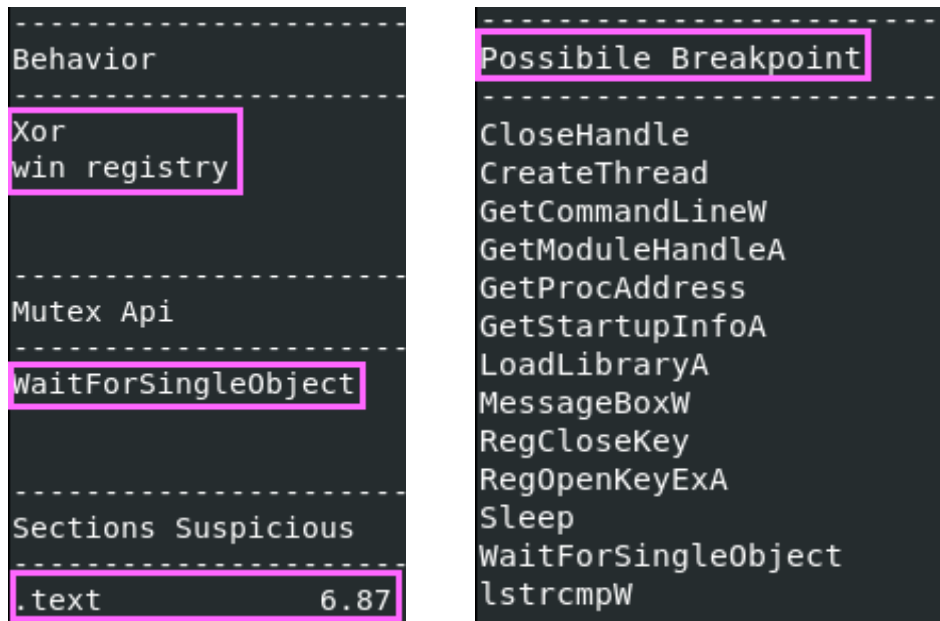 -----------------------
Behavior
-----------------------
Xor
win registry
-----------------------
Mutex Api
-----------------------
WaitForSingleObject
-----------------------
Sections Suspicious
-----------------------
.text 6.87
-------------------------
Possibile Breakpoint
-------------------------
CloseHandle
CreateThread
GetCommandLineW
GetModuleHandleA
GetProcAddress
GetStartupInfoA
LoadLibraryA
MessageBoxW
RegCloseKey
RegOpenKeyExA
Sleep
WaitForSingleObject
lstrcmpW